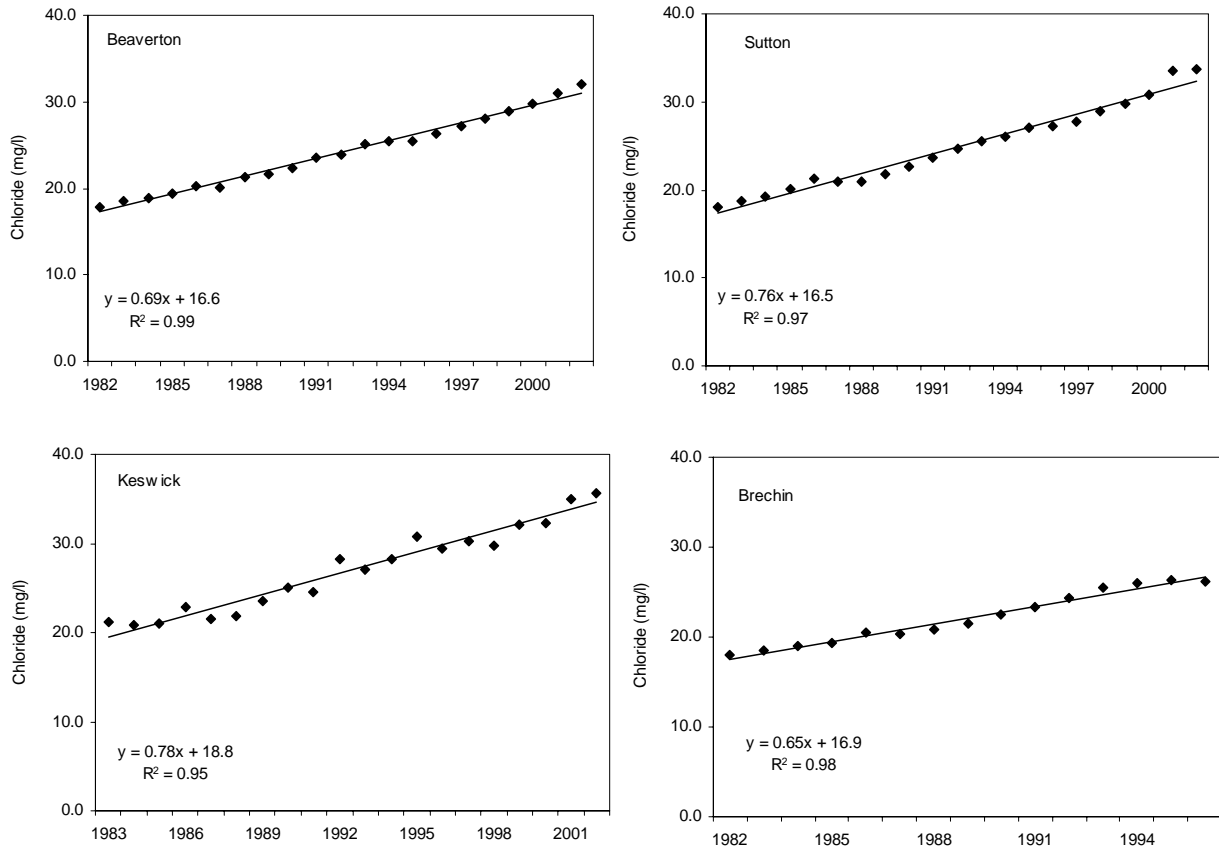 Beaverton
Chloride (mg/l)
40.0
30.0
20.0
10.0
0.0
y = 0.69x + 16.6
R² = 0.99
1982 1985 1988 1991 1994 1997 2000
Sutton
Chloride (mg/l)
40.0
30.0
20.0
10.0
0.0
y = 0.76x + 16.5
R² = 0.97
1982 1985 1988 1991 1994 1997 2000
Keswick
Chloride (mg/l)
40.0
30.0
20.0
10.0
0.0
y = 0.78x + 18.8
R² = 0.95
1983 1986 1989 1992 1995 1998 2001
Brechin
Chloride (mg/l)
40.0
30.0
20.0
10.0
0.0
y = 0.65x + 16.9
R² = 0.98
1982 1985 1988 1991 1994